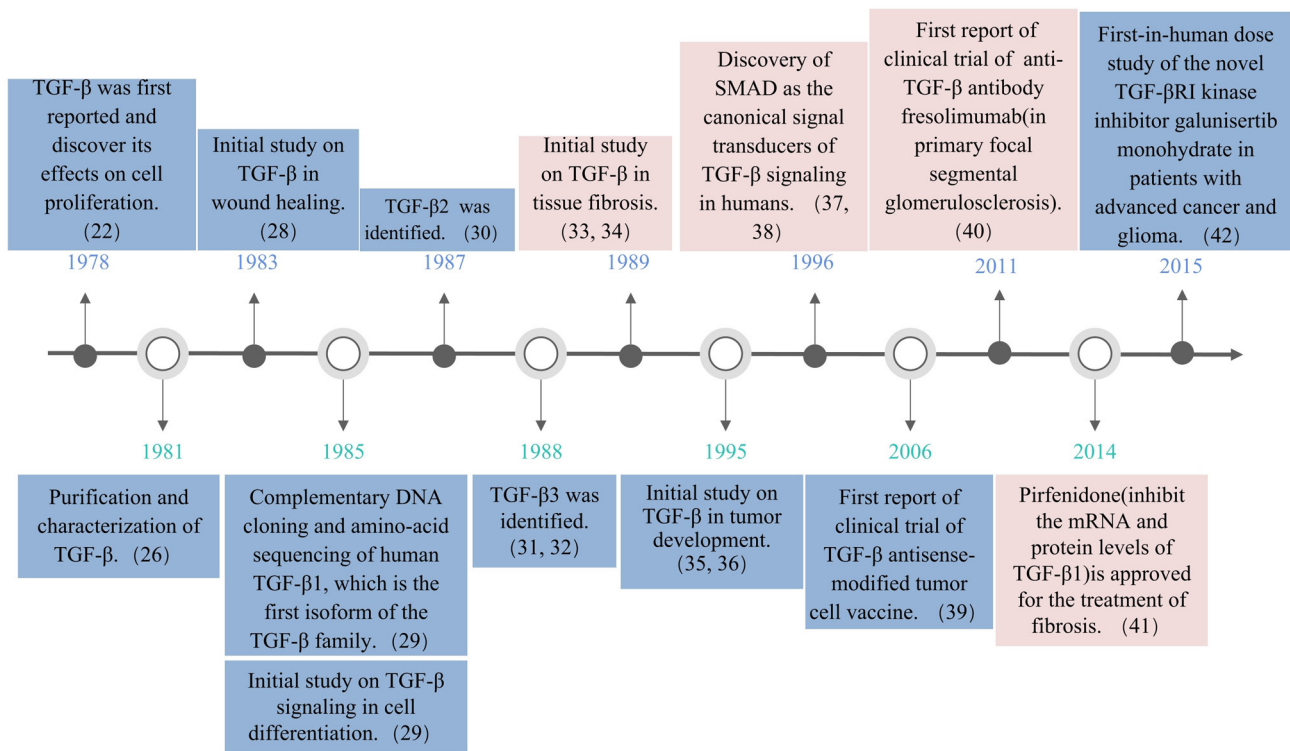 TGF-β was first
reported and
discover its
effects on cell
proliferation.
(22)
1978
Initial study on
TGF-β in
wound healing.
(28)
1983
TGF-β2 was
identified. (30)
1987
Initial study
on TGF-β in
tissue fibrosis.
(33, 34)
1989
Discovery of
SMAD as the
canonical signal
transducers of
TGF-β signaling
in humans. (37,
38)
1996
First report of
clinical trial of anti-
TGF-β antibody
fresolimumab(in
primary focal
segmental
glomerulosclerosis).
(40)
2011
First-in-human dose
study of the novel
TGF-βRI kinase
inhibitor galunisertib
monohydrate in
patients with
advanced cancer and
glioma. (42)
2015
1981
Purification and
characterization of
TGF-β. (26)
1985
Complementary DNA
cloning and amino-acid
sequencing of human
TGF-β1, which is the
first isoform of the
TGF-β family. (29)
Initial study on TGF-β
signaling in cell
differentiation. (29)
1988
TGF-β3 was
identified.
(31, 32)
1995
Initial study on
TGF-β in tumor
development.
(35, 36)
2006
First report of
clinical trial of
TGF-β antisense-
modified tumor
cell vaccine. (39)
2014
Pirfenidone(inhibit
the mRNA and
protein levels of
TGF-β1)is approved
for the treatment of
fibrosis. (41)